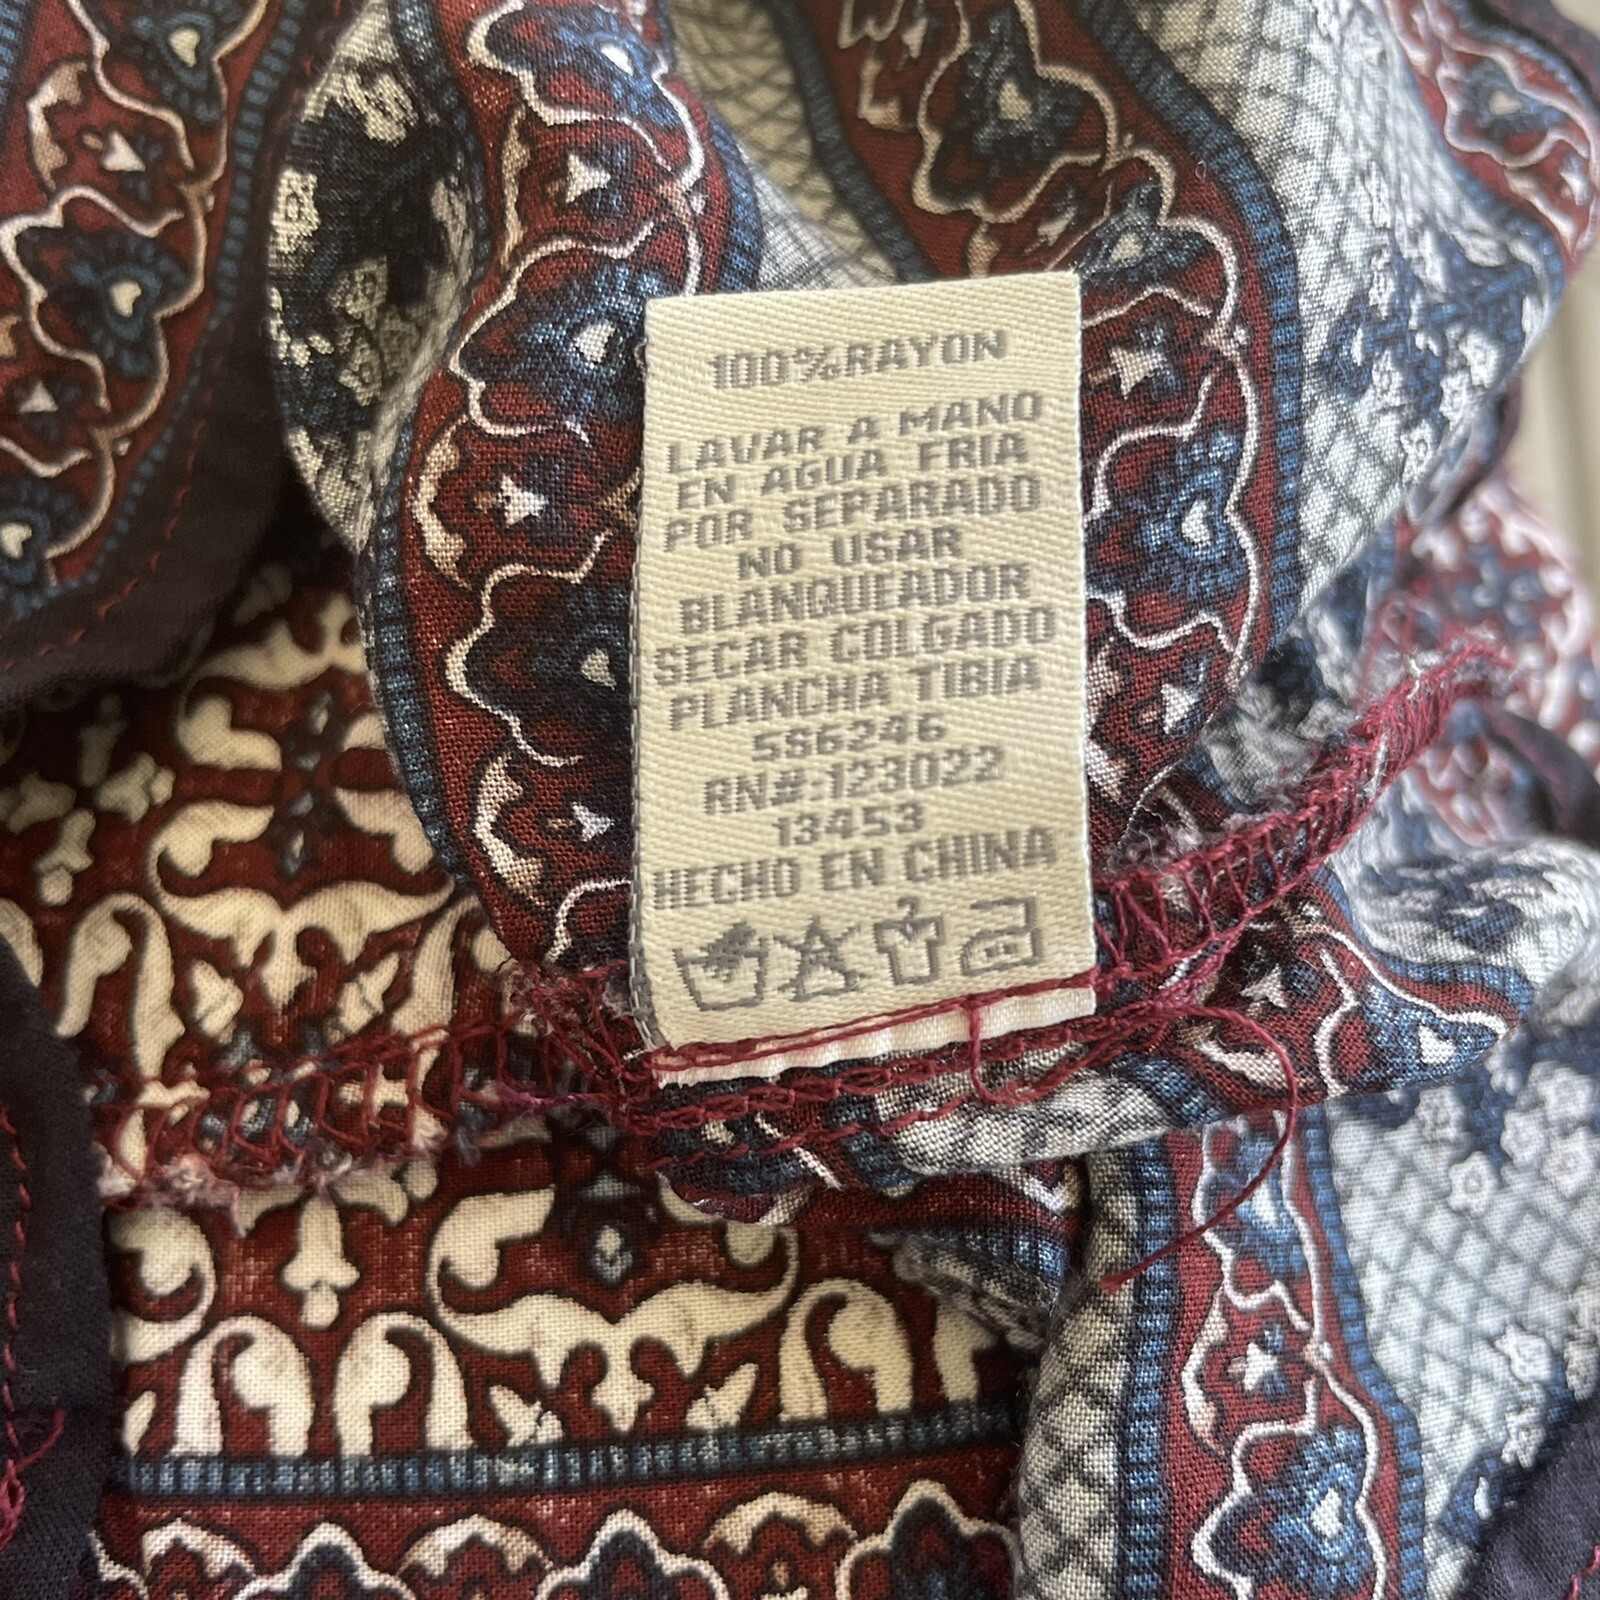 100%RAYON
LAVAR A MANO
EN AGUA FRIA
POR SEPARADO
NO USAR
BLANQUEADOR
SECAR COLGADO
PLANCHA TIBIA
5S6246
RN#:123022
13453
HECHO EN CHINA